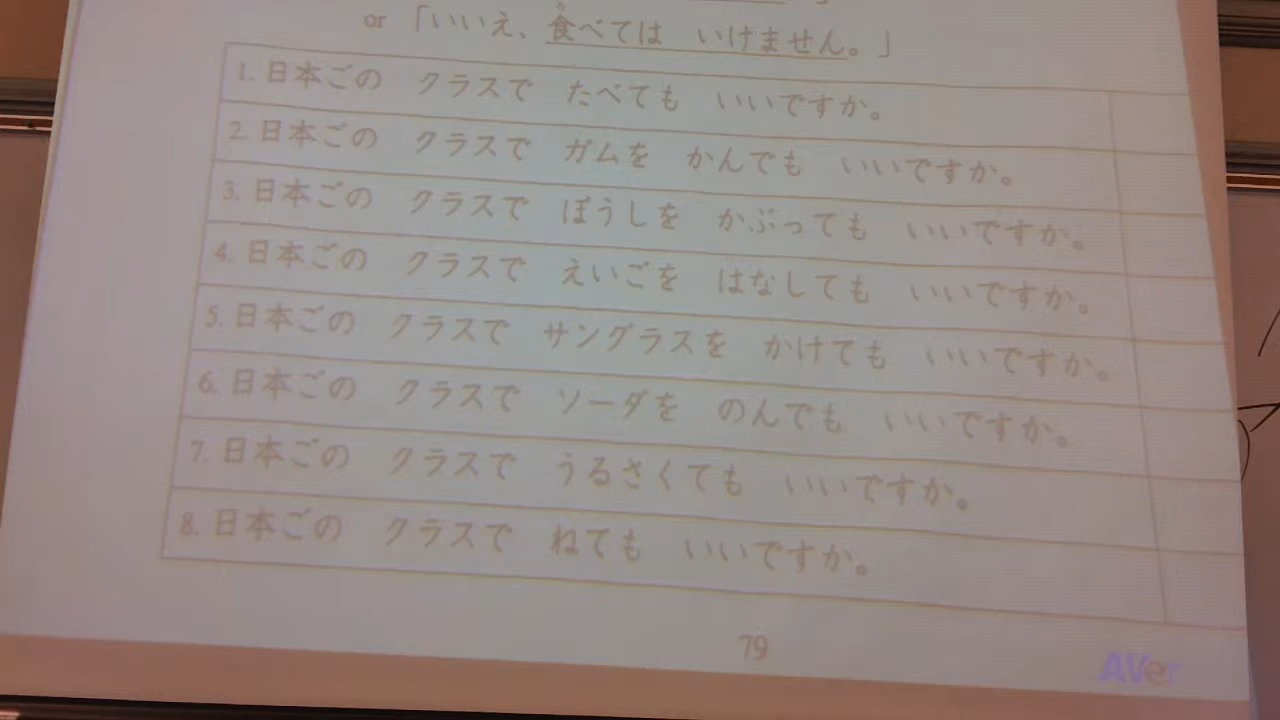 or 「いいえ、食べては いけません。」
1. 日本ごの クラスで たべても いいですか。
2. 日本ごの クラスで ガムを かんでも いいですか。
3. 日本ごの クラスで ぼうしを かぶっても いいですか。
4. 日本ごの クラスで えいごを はなしても いいですか。
5. 日本ごの クラスで サングラスを かけても いいですか。
6. 日本ごの クラスで ソーダを のんでも いいですか。
7. 日本ごの クラスで うるさくても いいですか。
8. 日本ごの クラスで ねても いいですか。
79
AVer